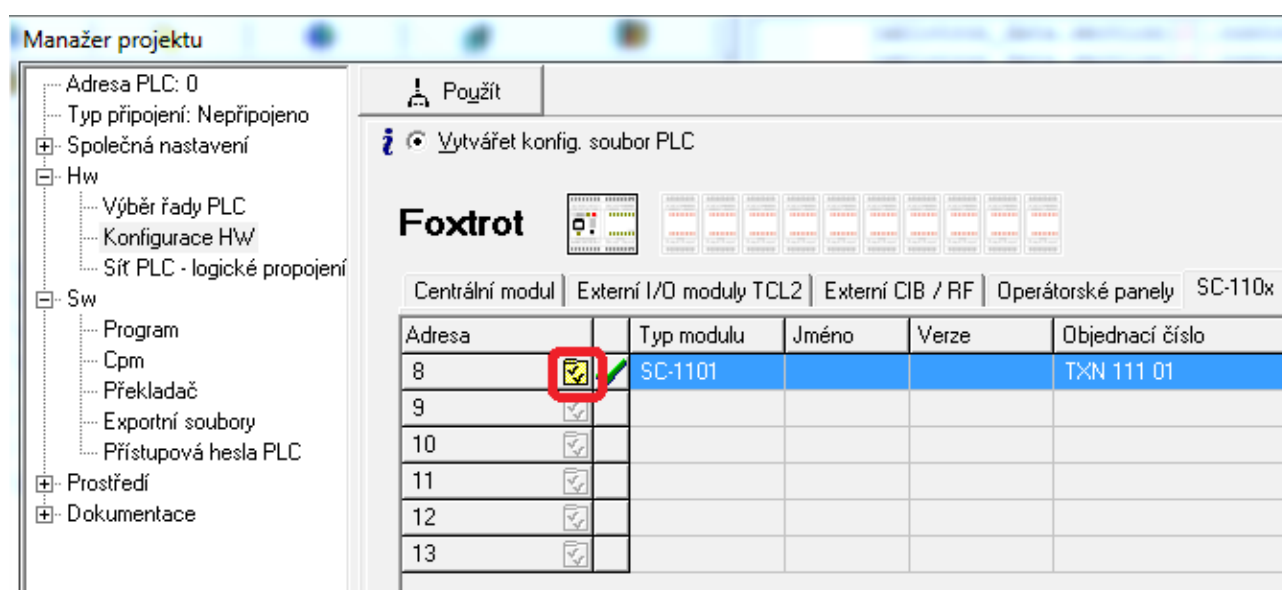 Manažer projektu
Adresa PLC: 0
Typ připojení: Nepřipojeno
Společná nastavení
Hw
Výběr řady PLC
Konfigurace HW
Síť PLC - logické propojení
Sw
Program
Cpm
Překladač
Exportní soubory
Přístupová hesla PLC
Prostředí
Dokumentace
Použít
Vytvářet konfig. soubor PLC
Foxtrot
Centrální modul Externí I/O moduly TCL2 Externí CIB / RF Operátorské panely SC-110x
Adresa Typ modulu Jméno Verze Objednací číslo
8 SC-1101 TXN 111 01
9
10
11
12
13